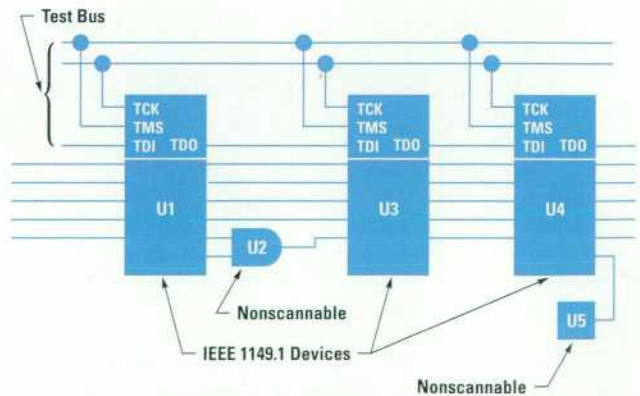 Test Bus
TCK
TMS
TDI TDO
U1
TCK
TMS
TDI TDO
U3
TCK
TMS
TDI TDO
U4
U2
Nonscannable
U5
IEEE 1149.1 Devices
Nonscannable